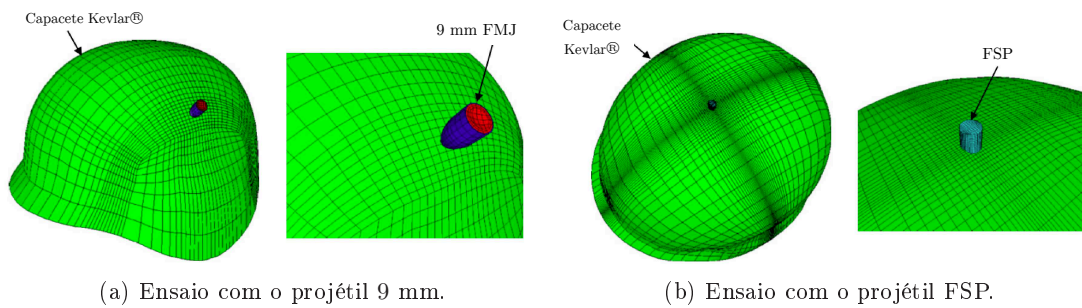 Capacete Kevlar®
9 mm FMJ
Capacete
Kevlar®
FSP
(a) Ensaio com o projétil 9 mm.
(b) Ensaio com o projétil FSP.